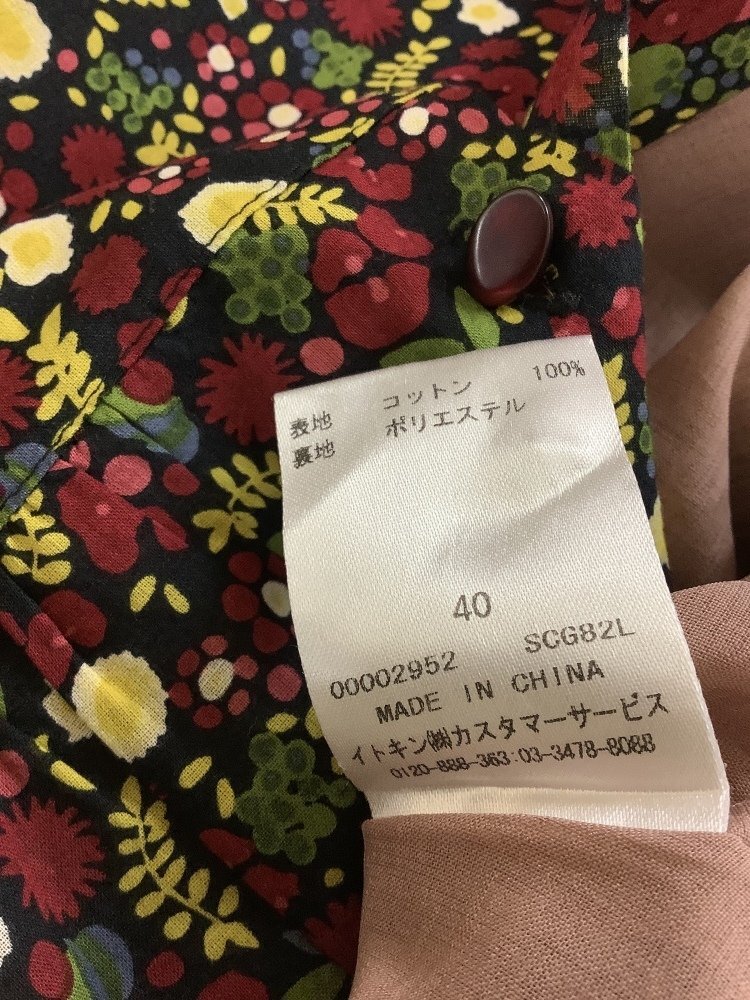 表地 コットン 100%
裏地 ポリエステル
40
00002952 SCG82L
MADE IN CHINA
イトキン㈱カスタマーサービス
0120-888-363:03-3478-8088